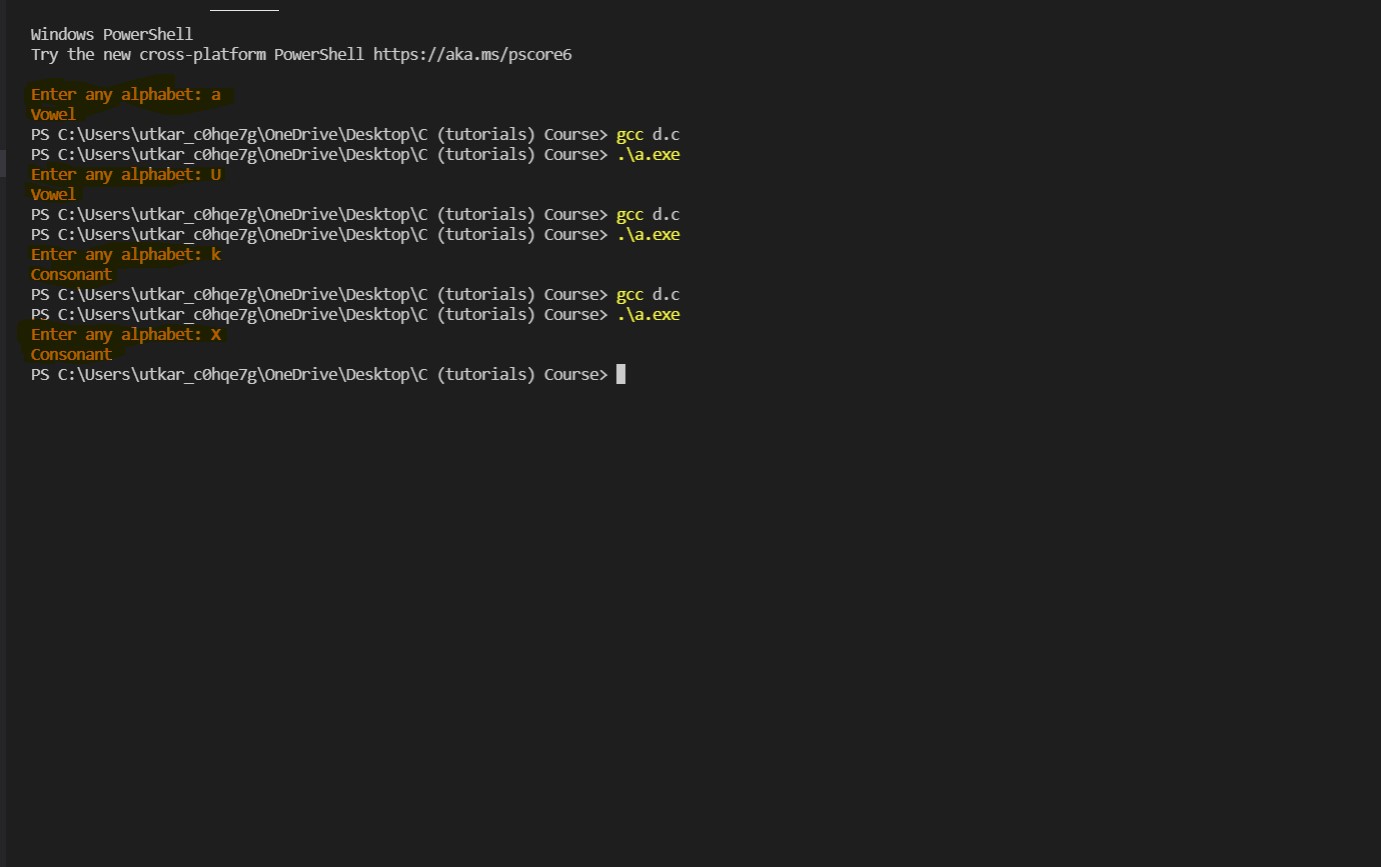 Windows PowerShell
Try the new cross-platform PowerShell https://aka.ms/pscore6
Enter any alphabet: a
Vowel
PS C:\Users\utkar_c0hqe7g\OneDrive\Desktop\C (tutorials) Course> gcc d.c
PS C:\Users\utkar_c0hqe7g\OneDrive\Desktop\C (tutorials) Course> .\a.exe
Enter any alphabet: U
Vowel
PS C:\Users\utkar_c0hqe7g\OneDrive\Desktop\C (tutorials) Course> gcc d.c
PS C:\Users\utkar_c0hqe7g\OneDrive\Desktop\C (tutorials) Course> .\a.exe
Enter any alphabet: k
Consonant
PS C:\Users\utkar_c0hqe7g\OneDrive\Desktop\C (tutorials) Course> gcc d.c
PS C:\Users\utkar_c0hqe7g\OneDrive\Desktop\C (tutorials) Course> .\a.exe
Enter any alphabet: X
Consonant
PS C:\Users\utkar_c0hqe7g\OneDrive\Desktop\C (tutorials) Course>